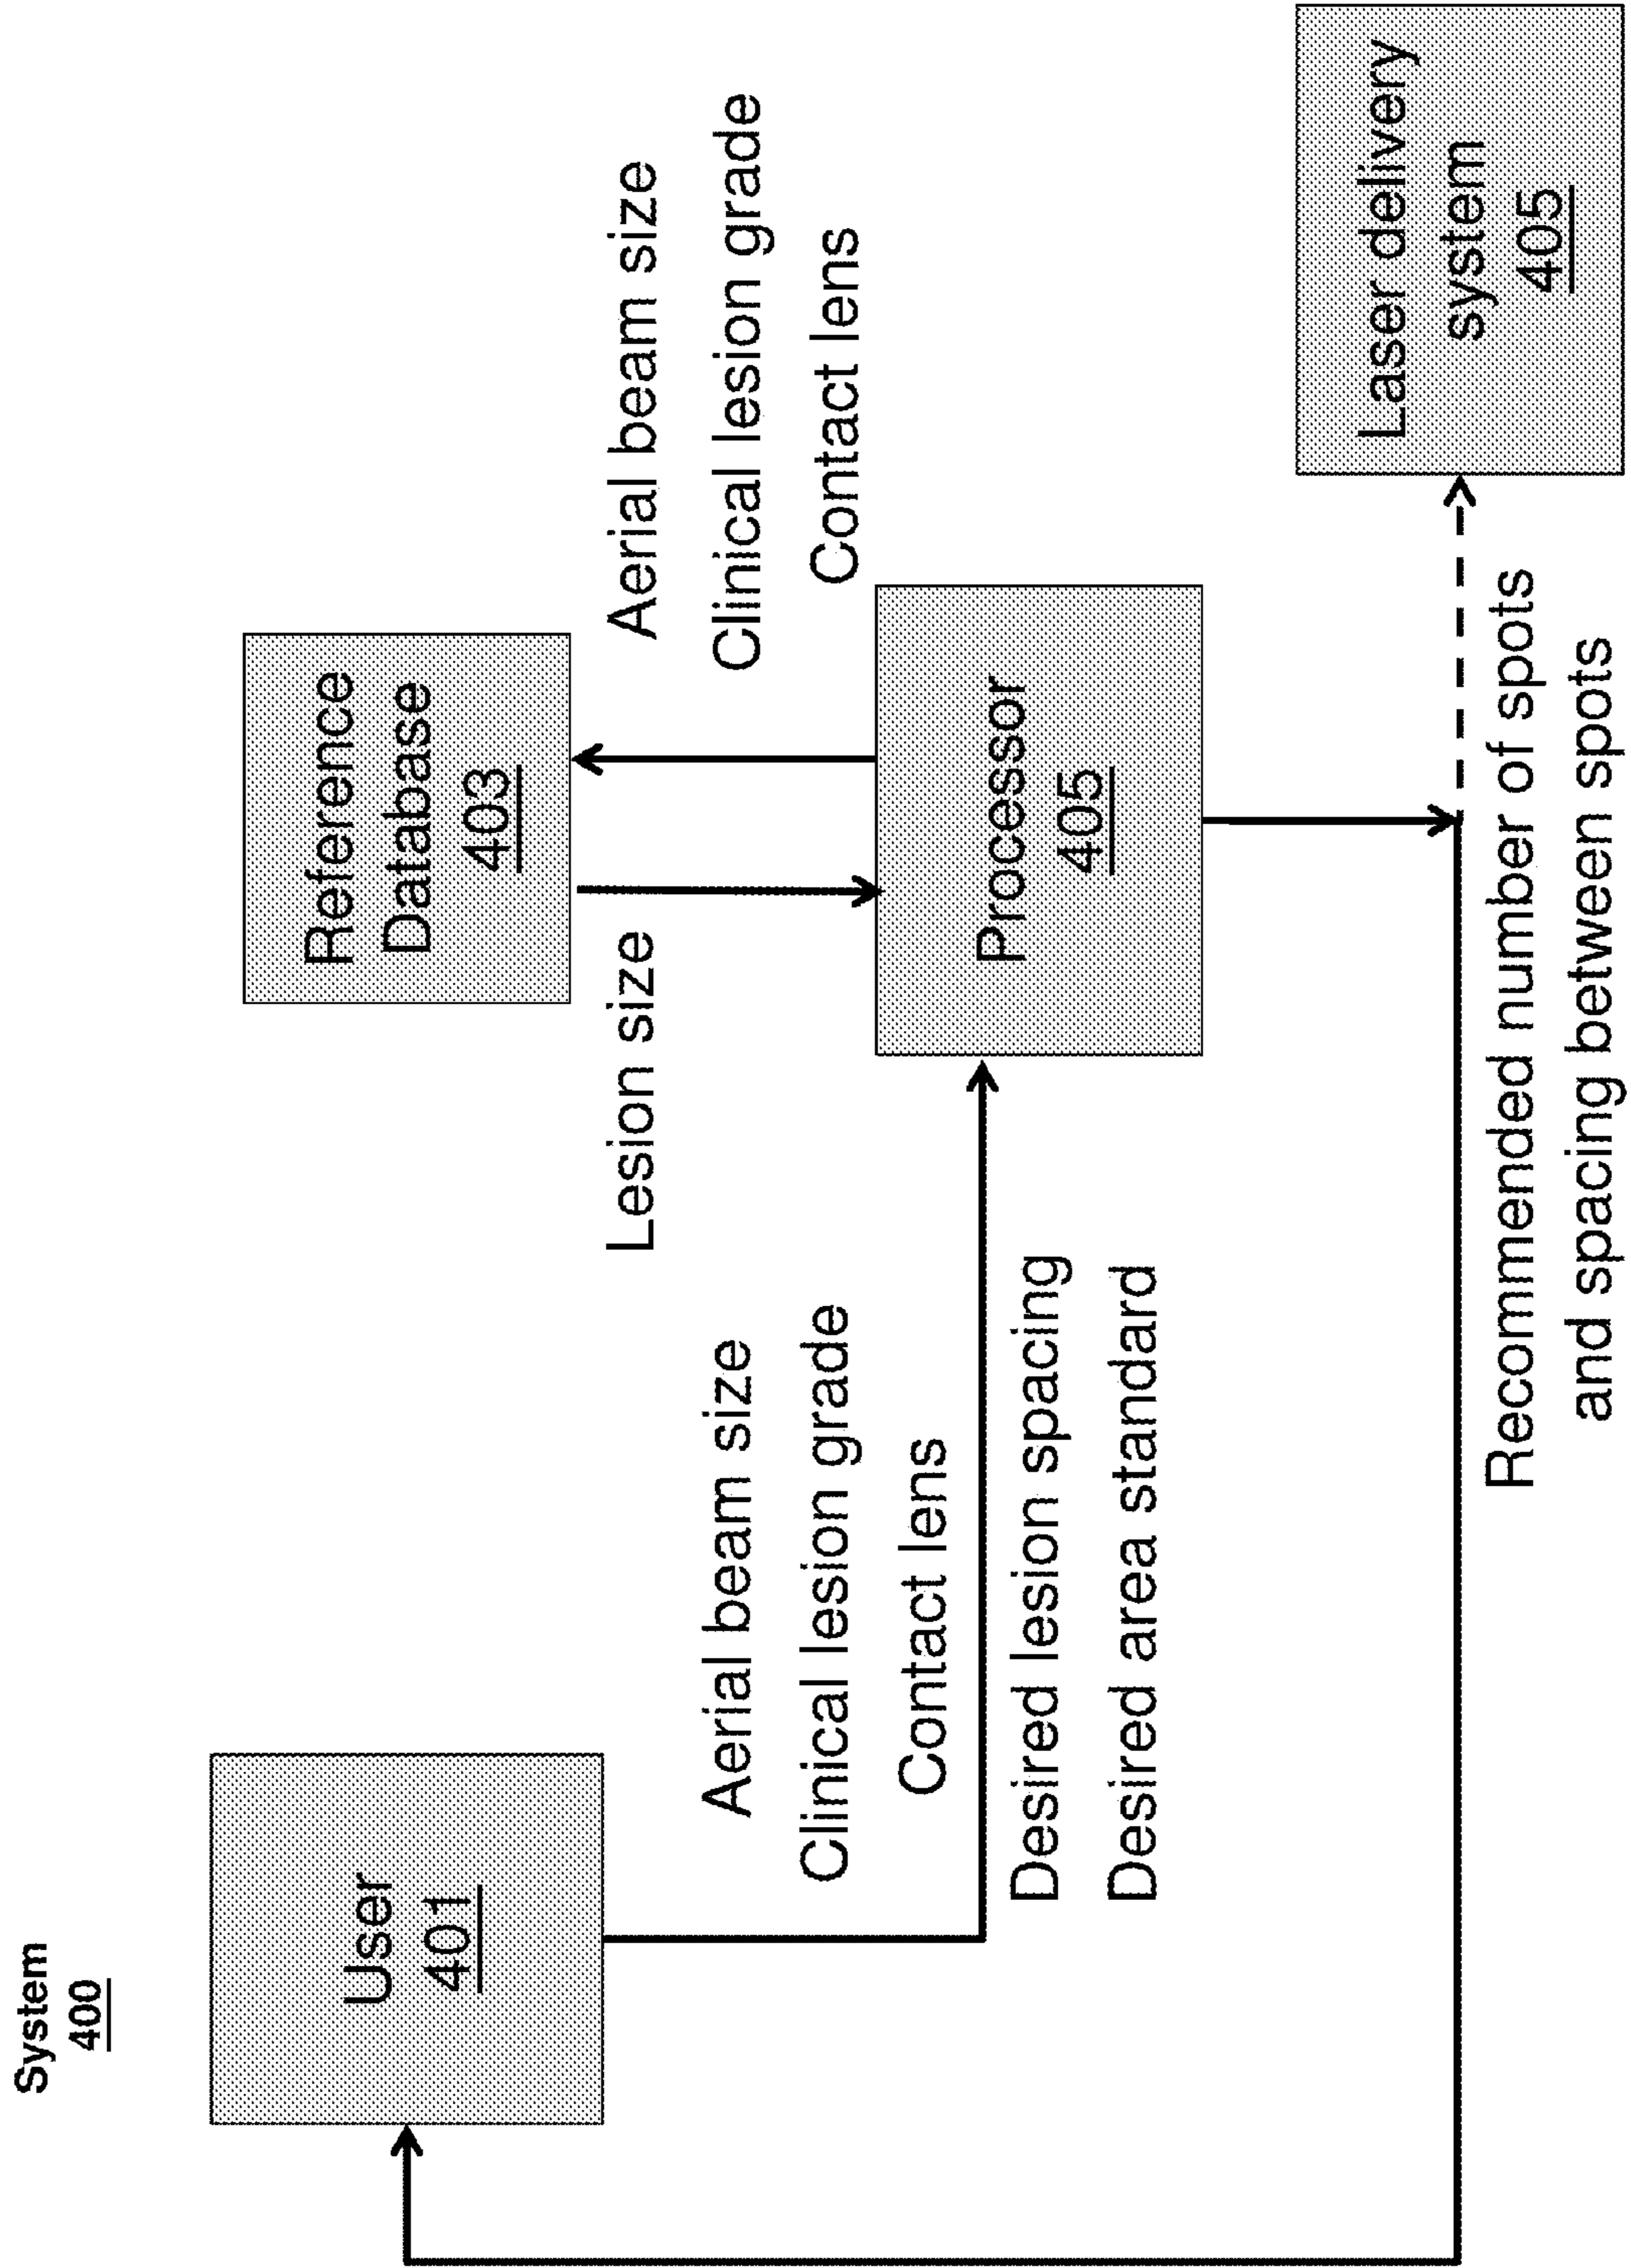 System
400
User
401
Reference
Database
403
Lesion size
Aerial beam size
Clinical lesion grade
Contact lens
Aerial beam size
Clinical lesion grade
Contact lens
Desired lesion spacing
Desired area standard
Processor
405
Recommended number of spots
and spacing between spots
Laser delivery
system
405